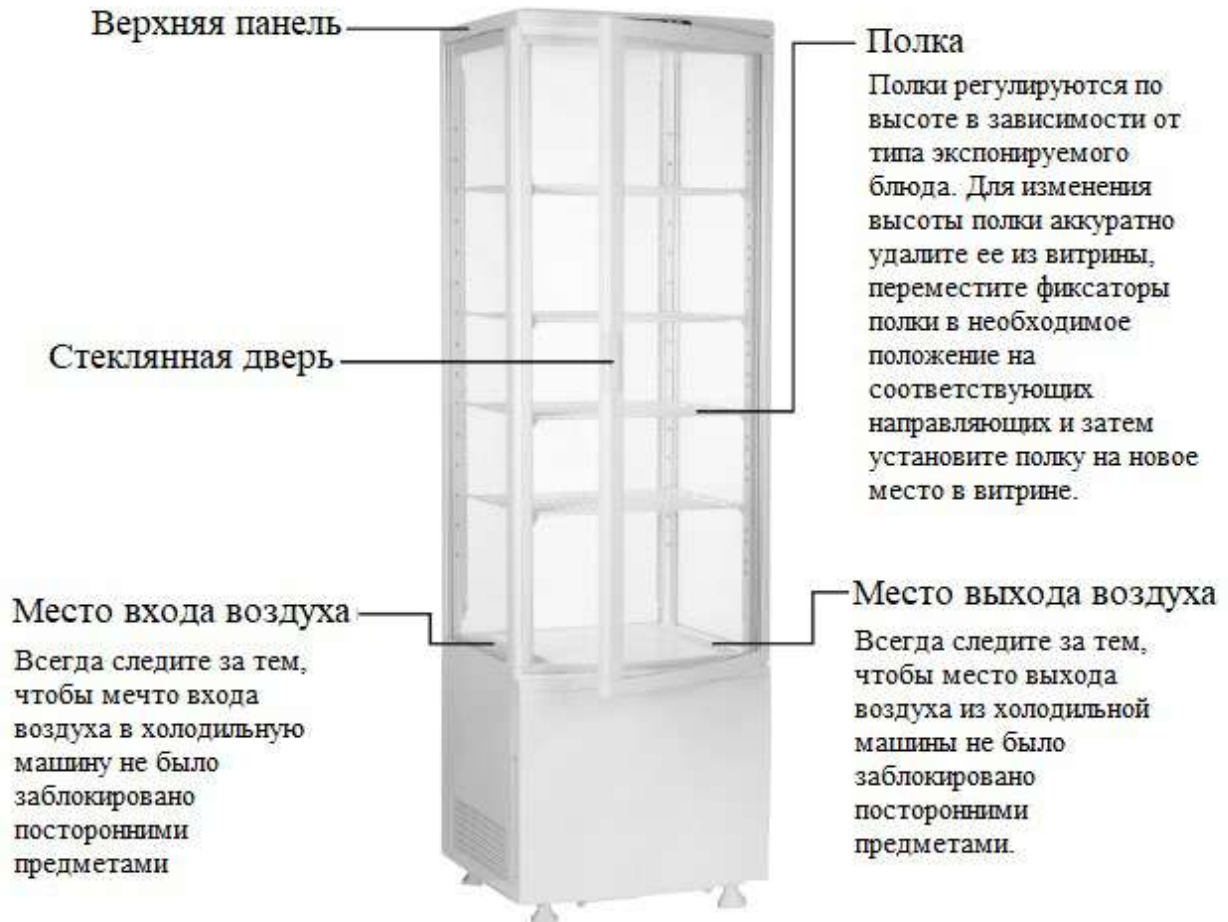 Верхняя панель
Полка
Полки регулируются по
высоте в зависимости от
типа экспонируемого
блюда. Для изменения
высоты полки аккуратно
удалите ее из витрины,
переместите фиксаторы
полки в необходимое
положение на
соответствующих
направляющих и затем
установите полку на новое
место в витрине.
Стеклянная дверь
Место входа воздуха
Всегда следите за тем,
чтобы мечто входа
воздуха в холодильную
машину не было
заблокировано
посторонними
предметами
Место выхода воздуха
Всегда следите за тем,
чтобы место выхода
воздуха из холодильной
машины не было
заблокировано
посторонними
предметами.